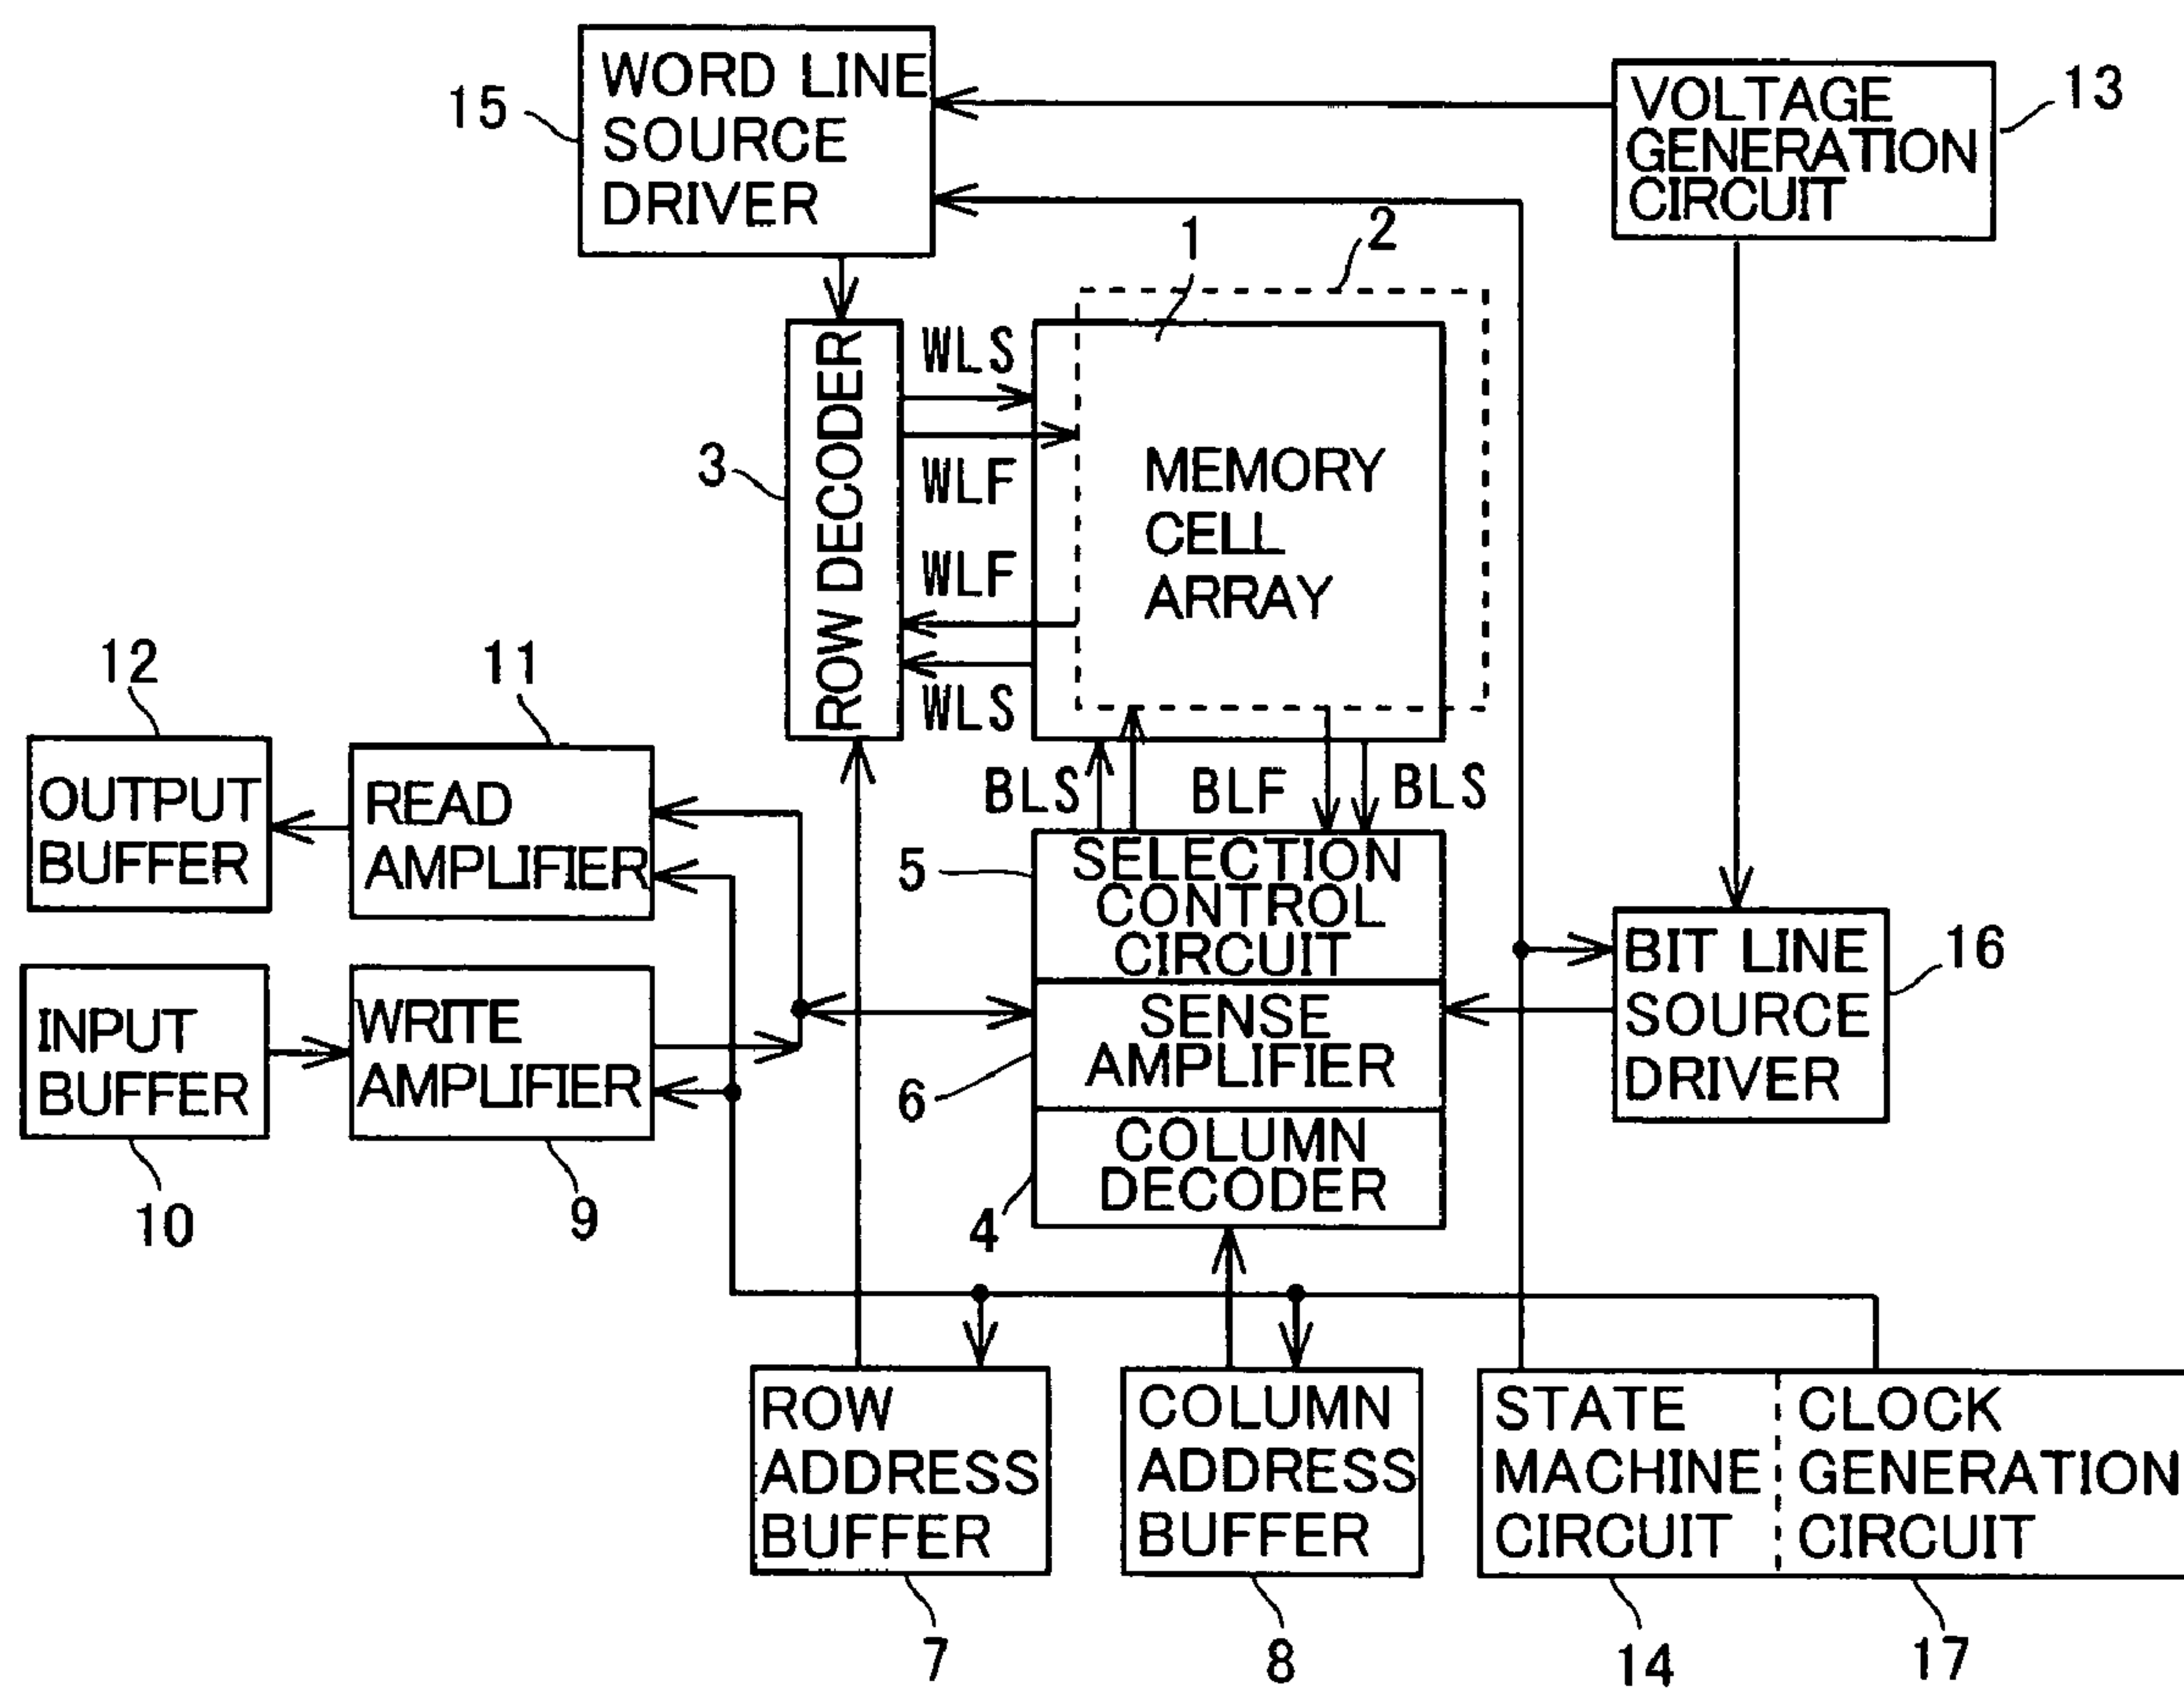 WORD LINE
SOURCE
DRIVER
15
VOLTAGE
GENERATION
CIRCUIT
13
1
2
ROW DECODER
3
WLS
WLF
WLF
WLS
MEMORY
CELL
ARRAY
12
11
OUTPUT
BUFFER
READ
AMPLIFIER
BLS
BLF
BLS
5
SELECTION
CONTROL
CIRCUIT
INPUT
BUFFER
WRITE
AMPLIFIER
SENSE
AMPLIFIER
6
BIT LINE
SOURCE
DRIVER
16
COLUMN
DECODER
4
10
9
ROW
ADDRESS
BUFFER
COLUMN
ADDRESS
BUFFER
STATE
MACHINE
CIRCUIT
CLOCK
GENERATION
CIRCUIT
7
8
14
17